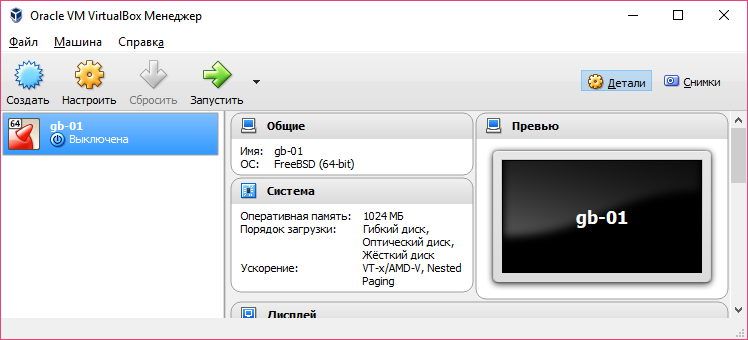 Oracle VM VirtualBox Менеджер
Файл Машина Справка
Создать Настроить Сбросить Запустить
Детали Снимки
64
gb-01
Выключена
Общие
Имя: gb-01
ОС: FreeBSD (64-bit)
Система
Оперативная память: 1024 МБ
Порядок загрузки: Гибкий диск,
Оптический диск,
Жёсткий диск
Ускорение: VT-x/AMD-V, Nested
Paging
Дисплей
Превью
gb-01